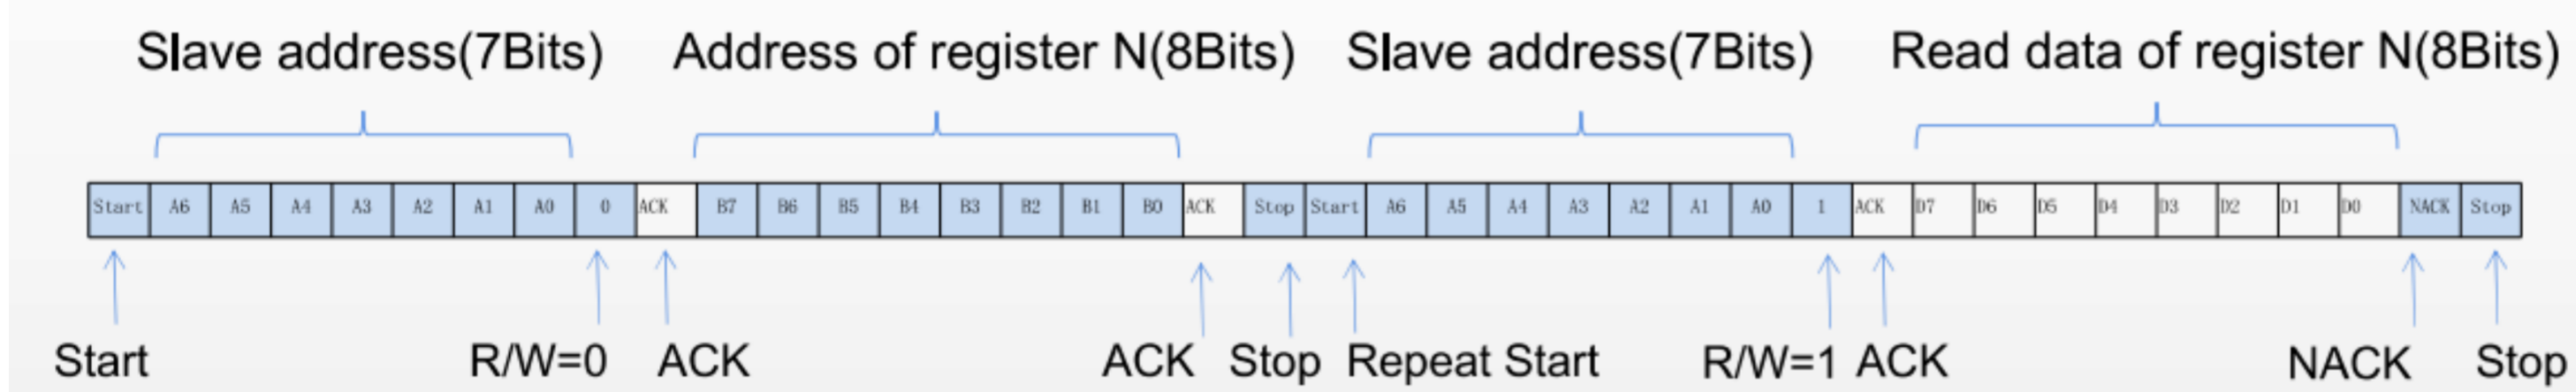 Slave address(7Bits) Address of register N(8Bits) Slave address(7Bits) Read data of register N(8Bits)
Start A6 A5 A4 A3 A2 A1 A0 0 ACK B7 B6 B5 B4 B3 B2 B1 B0 ACK Stop Start A6 A5 A4 A3 A2 A1 A0 1 ACK D7 D6 D5 D4 D3 D2 D1 D0 NACK Stop
Start R/W=0 ACK ACK Stop Repeat Start R/W=1 ACK NACK Stop